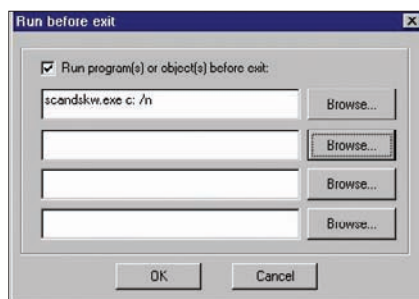 Run before exit
Run program(s) or object(s) before exit:
scandskw.exe c: /n
Browse...
Browse...
Browse...
Browse...
OK
Cancel